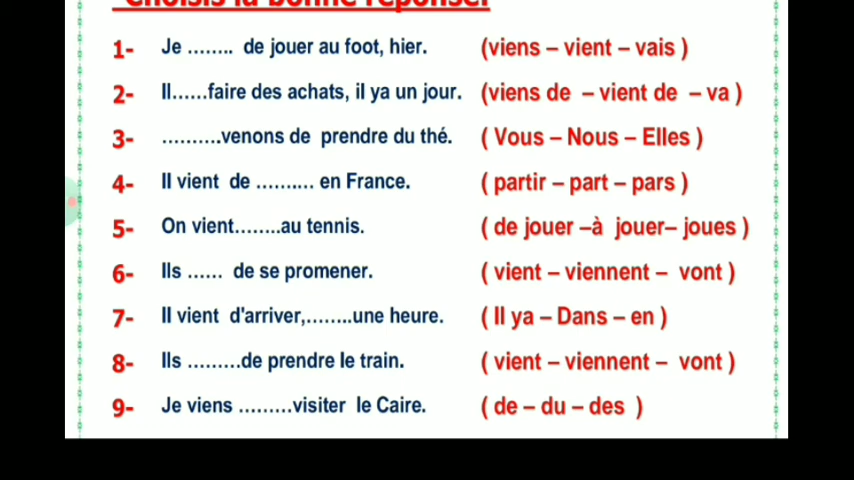 Choisis la bonne réponse:
1- Je ........ de jouer au foot, hier. (viens – vient – vais )
2- Il......faire des achats, il ya un jour. (viens de – vient de – va )
3- ..........venons de prendre du thé. ( Vous – Nous – Elles )
4- Il vient de .......... en France. ( partir – part – pars )
5- On vient........au tennis. ( de jouer –à jouer– joues )
6- Ils ...... de se promener. ( vient – viennent – vont )
7- Il vient d'arriver,........une heure. ( Il ya – Dans – en )
8- Ils .........de prendre le train. ( vient – viennent – vont )
9- Je viens .........visiter le Caire. ( de – du – des )